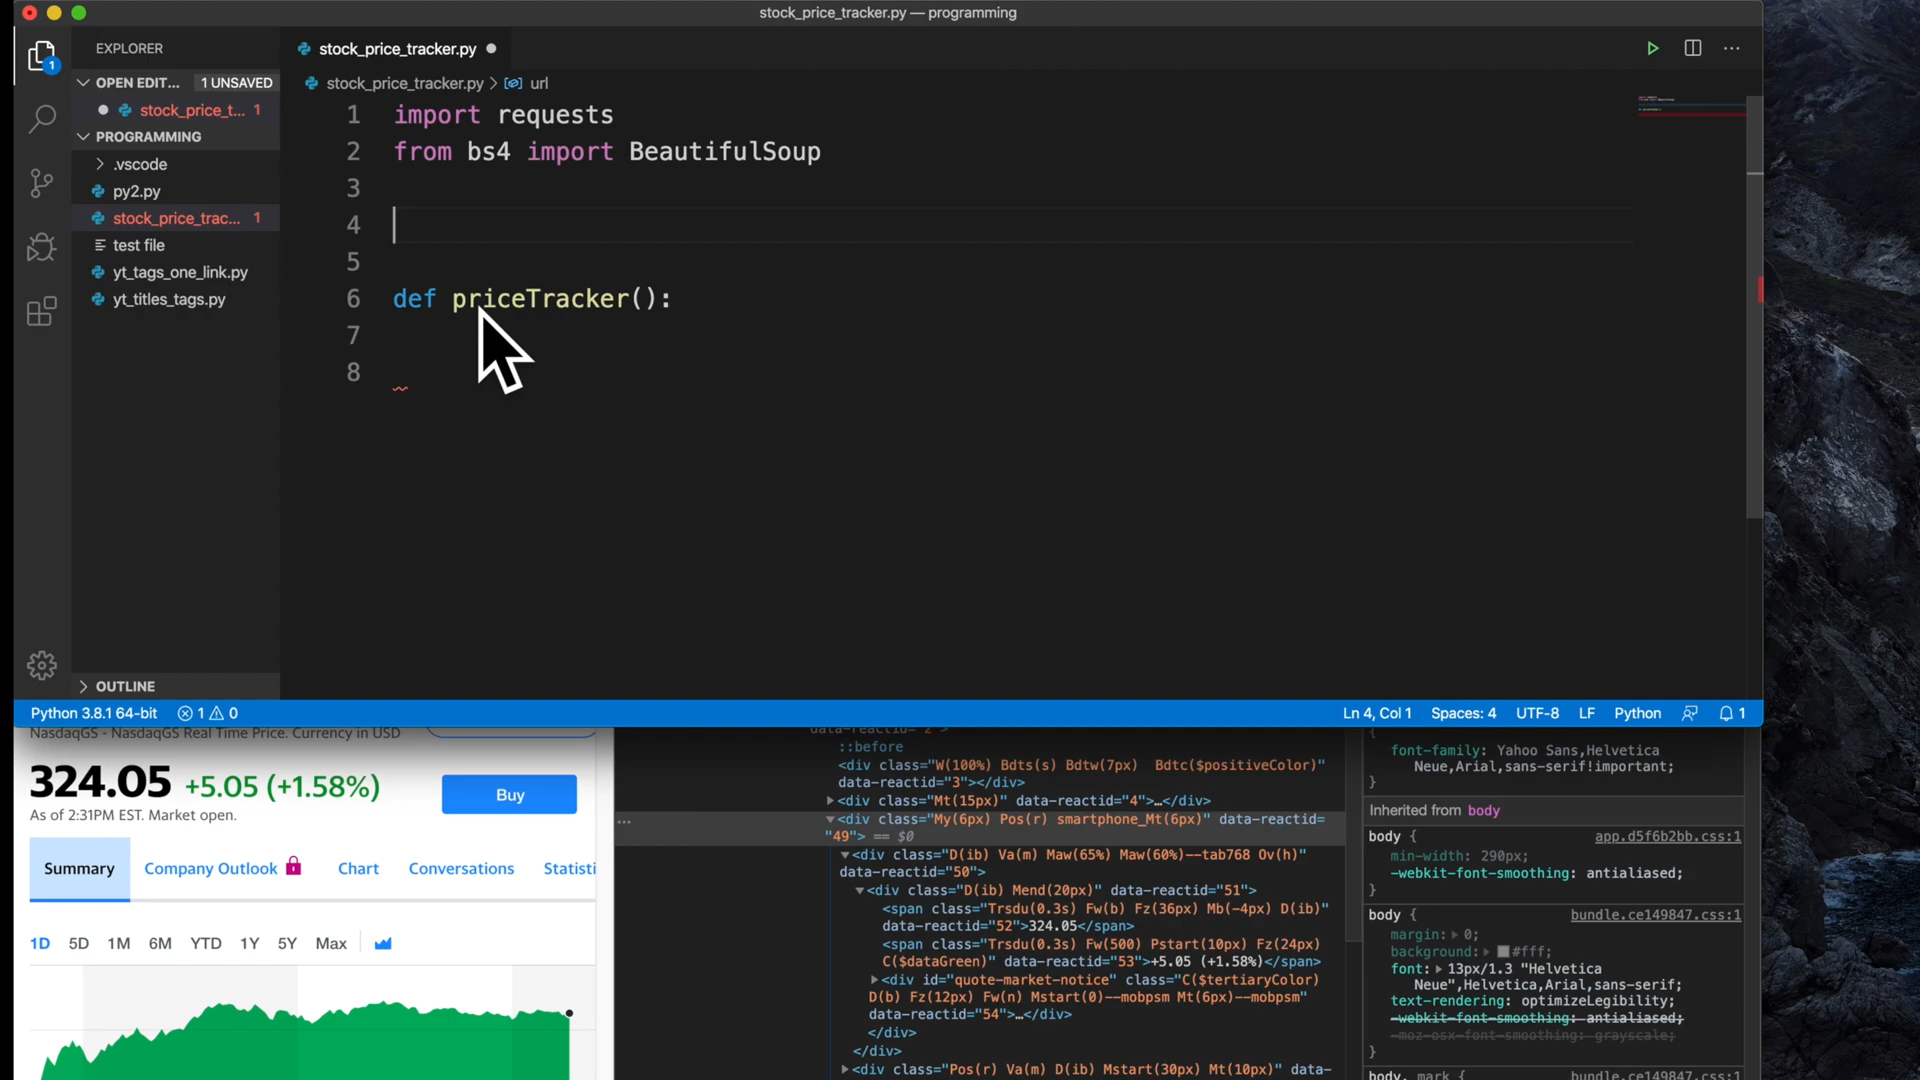 stock_price_tracker.py — programming
EXPLORER
OPEN EDIT... 1 UNSAVED
stock_price_t... 1
PROGRAMMING
.vscode
py2.py
stock_price_trac... 1
test file
yt_tags_one_link.py
yt_titles_tags.py
OUTLINE
1
stock_price_tracker.py
stock_price_tracker.py > url
1 import requests
2 from bs4 import BeautifulSoup
3
4
5
6 def priceTracker():
7
8
Python 3.8.1 64-bit 1 0
Ln 4, Col 1 Spaces: 4 UTF-8 LF Python 1
NasdaqGS - NasdaqGS Real Time Price. Currency in USD
324.05 +5.05 (+1.58%)
Buy
As of 2:31PM EST. Market open.
Summary Company Outlook Chart Conversations Statisti
1D 5D 1M 6M YTD 1Y 5Y Max
data-reactid="2">
::before
<div class="W(100%) Bdts(s) Bdtw(7px) Bdtc($positiveColor)"
data-reactid="3"></div>
<div class="Mt(15px)" data-reactid="4">…</div>
<div class="My(6px) Pos(r) smartphone_Mt(6px)" data-reactid=
"49"> == $0
<div class="D(ib) Va(m) Maw(65%) Maw(60%)--tab768 Ov(h)"
data-reactid="50">
<div class="D(ib) Mend(20px)" data-reactid="51">
<span class="Trsdu(0.3s) Fw(b) Fz(36px) Mb(-4px) D(ib)"
data-reactid="52">324.05</span>
<span class="Trsdu(0.3s) Fw(500) Pstart(10px) Fz(24px)
C($dataGreen)" data-reactid="53">+5.05 (+1.58%)</span>
<div id="quote-market-notice" class="C($tertiaryColor)
D(b) Fz(12px) Fw(n) Mstart(0)--mobpsm Mt(6px)--mobpsm"
data-reactid="54">…</div>
</div>
</div>
<div class="Pos(r) Va(m) D(ib) Mstart(30px) Mt(10px)" data-
{
font-family: Yahoo Sans,Helvetica
Neue,Arial,sans-serif!important;
}
Inherited from body
body { app.d5f6b2bb.css:1
min-width: 290px;
-webkit-font-smoothing: antialiased;
}
body { bundle.ce149847.css:1
margin: 0;
background: #fff;
font: 13px/1.3 "Helvetica
Neue",Helvetica,Arial,sans-serif;
text-rendering: optimizeLegibility;
-webkit-font-smoothing: antialiased;
-moz-osx-font-smoothing: grayscale;
}
body, mark { bundle.ce149847.css:1